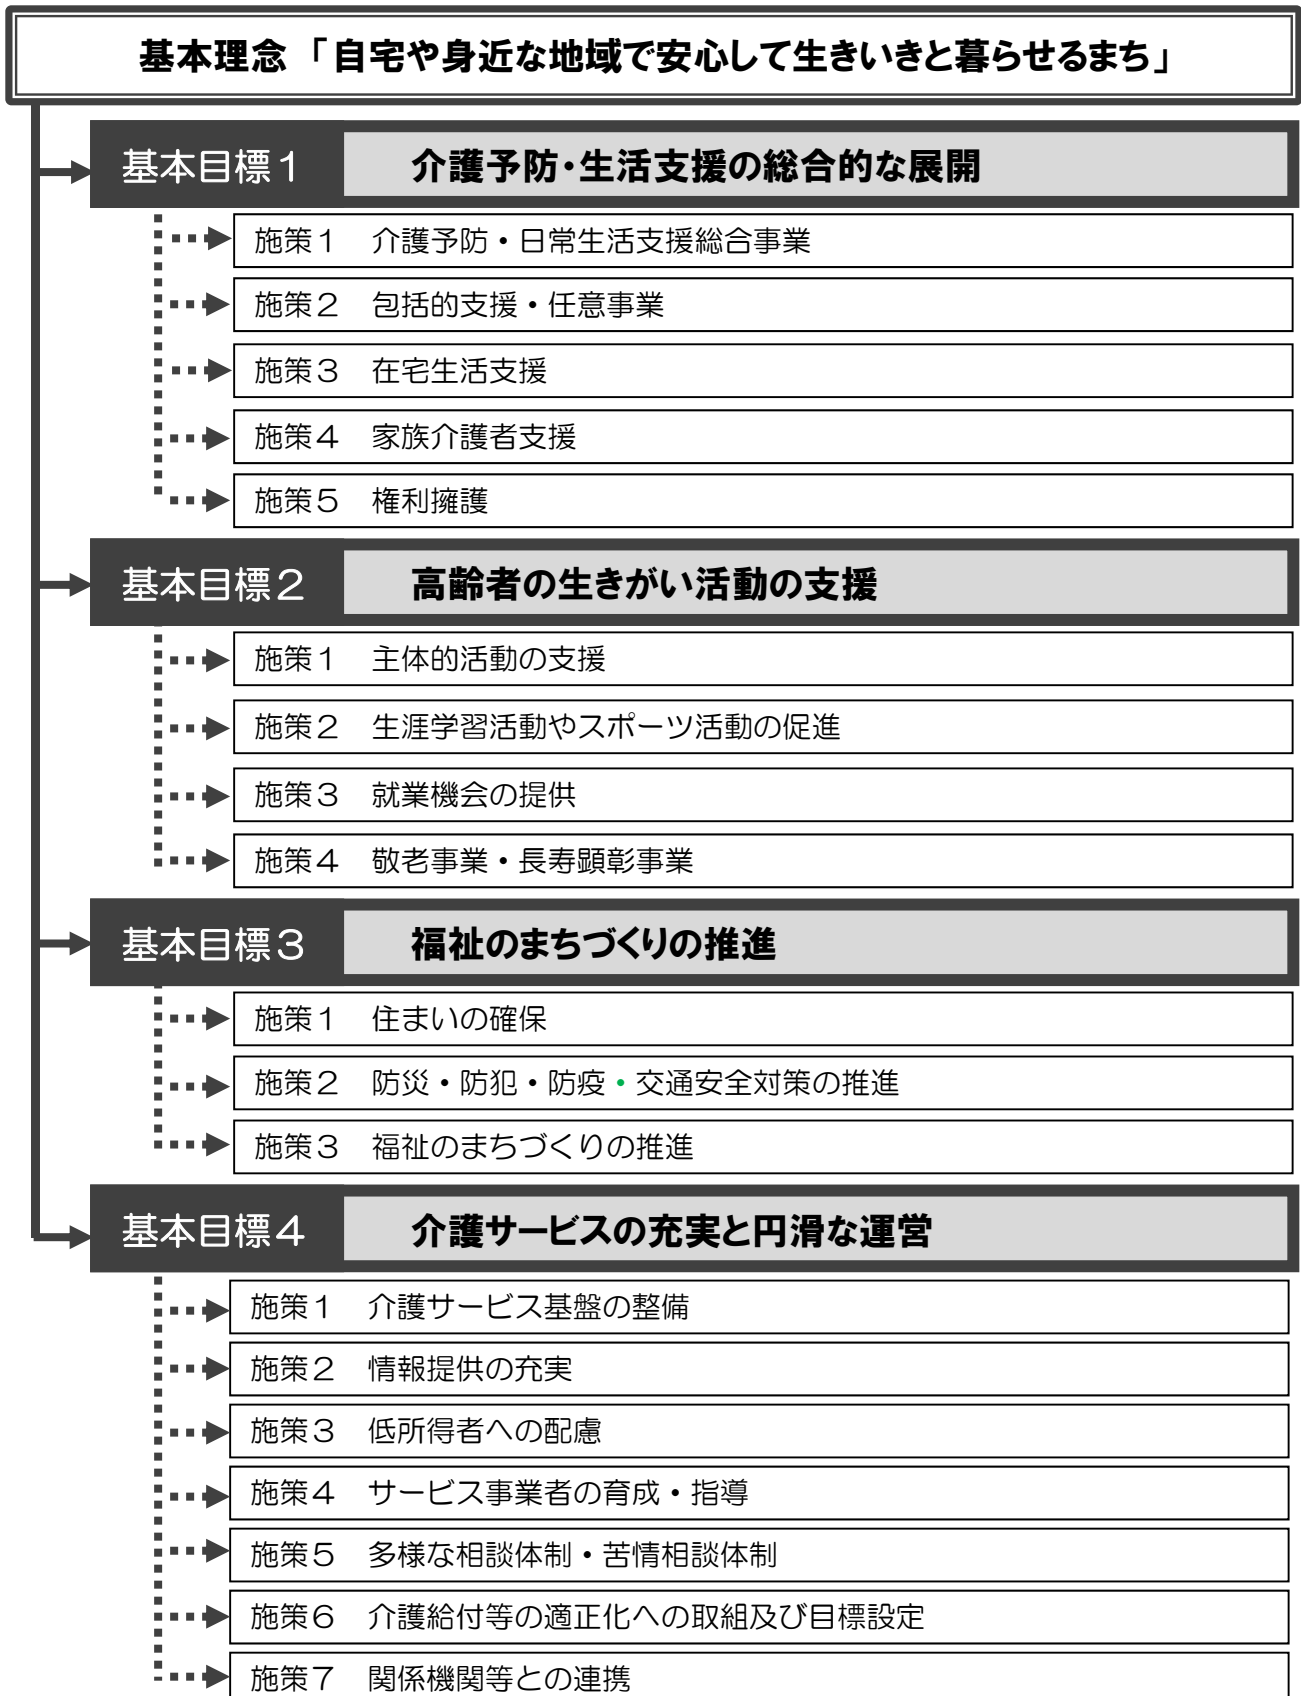 基本理念「自宅や身近な地域で安心して生きいきと暮らせるまち」
基本目標１　介護予防・生活支援の総合的な展開
施策１　介護予防・日常生活支援総合事業
施策２　包括的支援・任意事業
施策３　在宅生活支援
施策４　家族介護者支援
施策５　権利擁護
基本目標２　高齢者の生きがい活動の支援
施策１　主体的活動の支援
施策２　生涯学習活動やスポーツ活動の促進
施策３　就業機会の提供
施策４　敬老事業・長寿顕彰事業
基本目標３　福祉のまちづくりの推進
施策１　住まいの確保
施策２　防災・防犯・防疫・交通安全対策の推進
施策３　福祉のまちづくりの推進
基本目標４　介護サービスの充実と円滑な運営
施策１　介護サービス基盤の整備
施策２　情報提供の充実
施策３　低所得者への配慮
施策４　サービス事業者の育成・指導
施策５　多様な相談体制・苦情相談体制
施策６　介護給付等の適正化への取組及び目標設定
施策７　関係機関等との連携